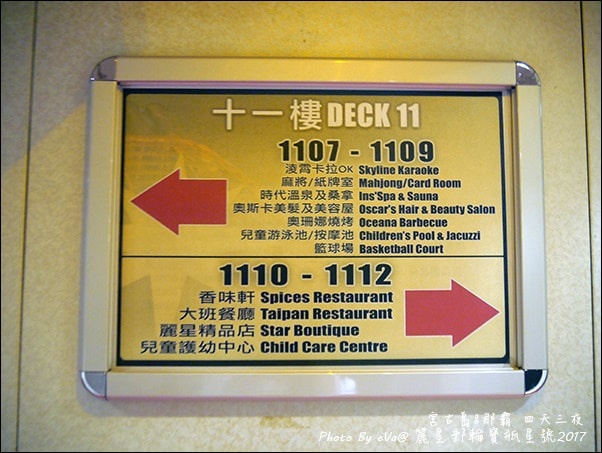 十一樓 DECK 11
1107 - 1109
淩霄卡拉OK Skyline Karaoke
麻將/紙牌室 Mahjong/Card Room
時代溫泉及桑拿 Ins'Spa & Sauna
奧斯卡美髮及美容屋 Oscar's Hair & Beauty Salon
奧珊娜燒烤 Oceana Barbecue
兒童游泳池/按摩池 Children's Pool & Jacuzzi
籃球場 Basketball Court
1110 - 1112
香味軒 Spices Restaurant
大班餐廳 Taipan Restaurant
麗星精品店 Star Boutique
兒童護幼中心 Child Care Centre
宮古島&那霸 四天三夜
Photo By eVa@ 麗星郵輪寶瓶星號2017